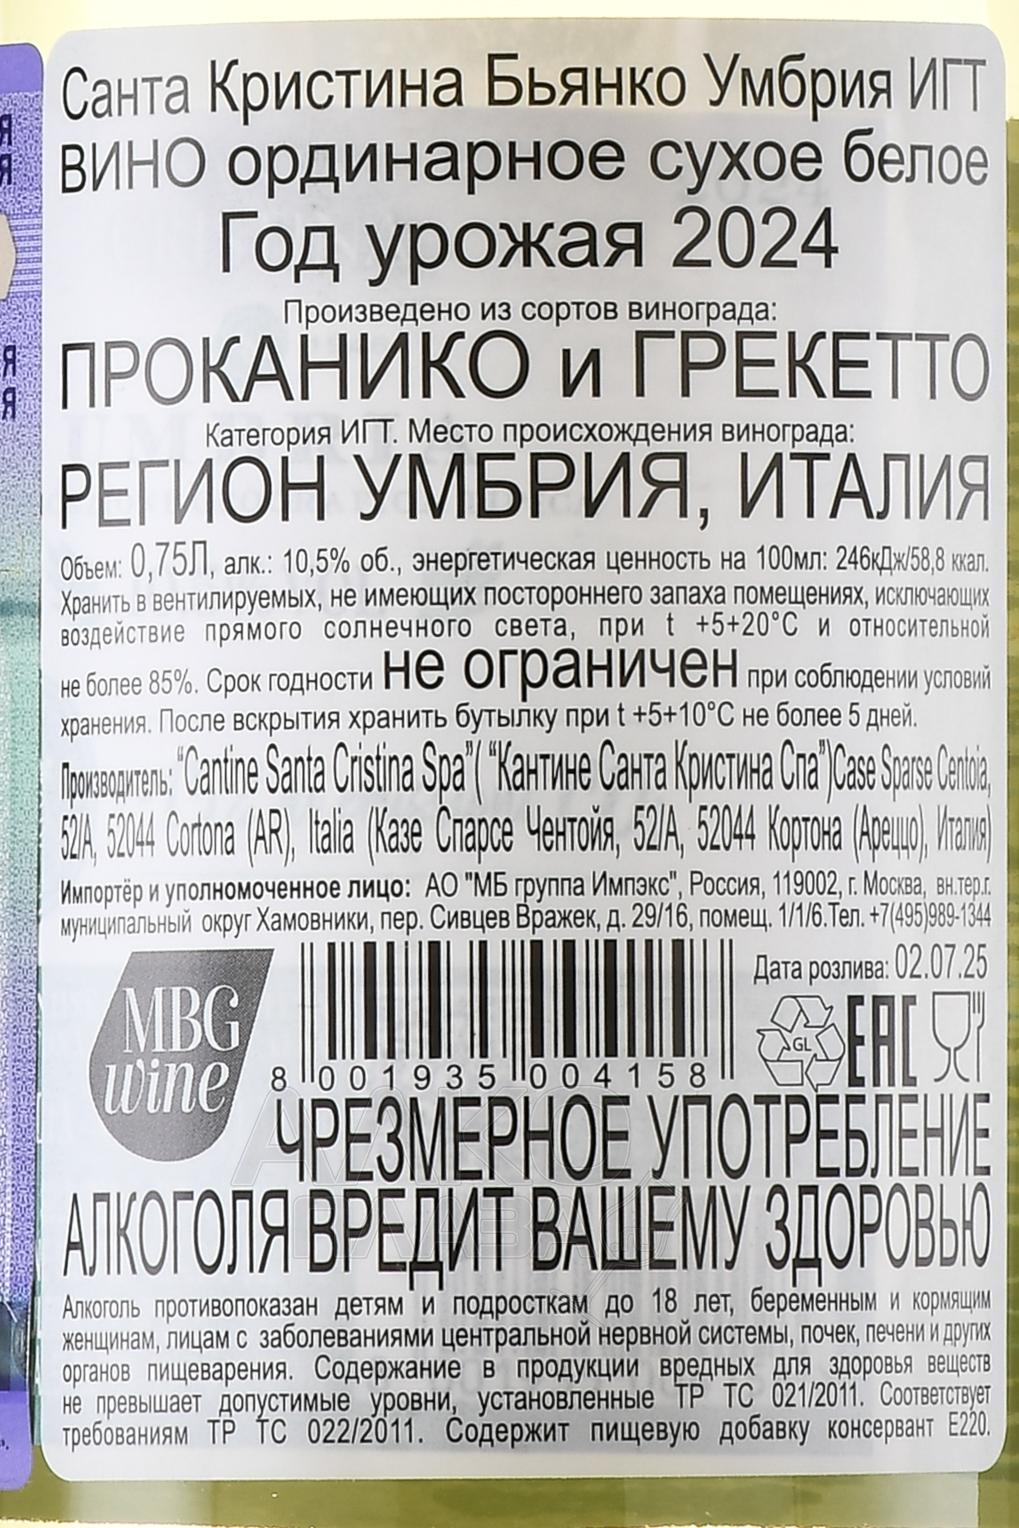 Санта Кристина Бьянко Умбрия ИГТ
ВИНО ординарное сухое белое
Год урожая 2024
Произведено из сортов винограда:
ПРОКАНИКО и ГРЕКЕТТО
Категория ИГТ. Место происхождения винограда:
РЕГИОН УМБРИЯ, ИТАЛИЯ
Объем: 0,75Л, алк.: 10,5% об., энергетическая ценность на 100мл: 246кДж/58,8 ккал.
Хранить в вентилируемых, не имеющих постороннего запаха помещениях, исключающих
воздействие прямого солнечного света, при t +5+20°C и относительной
не более 85%. Срок годности не ограничен при соблюдении условий
хранения. После вскрытия хранить бутылку при t +5+10°C не более 5 дней.
Производитель: "Cantine Santa Cristina Spa"( "Кантине Санта Кристина Спа")Case Sparse Centoia,
52/A, 52044 Cortona (AR), Italia (Казе Спарсе Чентойя, 52/А, 52044 Кортона (Ареццо), Италия)
Импортёр и уполномоченное лицо: АО "МБ группа Импэкс", Россия, 119002, г. Москва, вн.тер.г.
муниципальный округ Хамовники, пер. Сивцев Вражек, д. 29/16, помещ. 1/1/6.Тел. +7(495)989-1344
Дата розлива: 02.07.25
MBG
wine
8 001935 004158
GL
EAC
ЧРЕЗМЕРНОЕ УПОТРЕБЛЕНИЕ
АЛКОГОЛЯ ВРЕДИТ ВАШЕМУ ЗДОРОВЬЮ
Алкоголь противопоказан детям и подросткам до 18 лет, беременным и кормящим
женщинам, лицам с заболеваниями центральной нервной системы, почек, печени и других
органов пищеварения. Содержание в продукции вредных для здоровья веществ
не превышает допустимые уровни, установленные ТР ТС 021/2011. Соответствует
требованиям ТР ТС 022/2011. Содержит пищевую добавку консервант Е220.